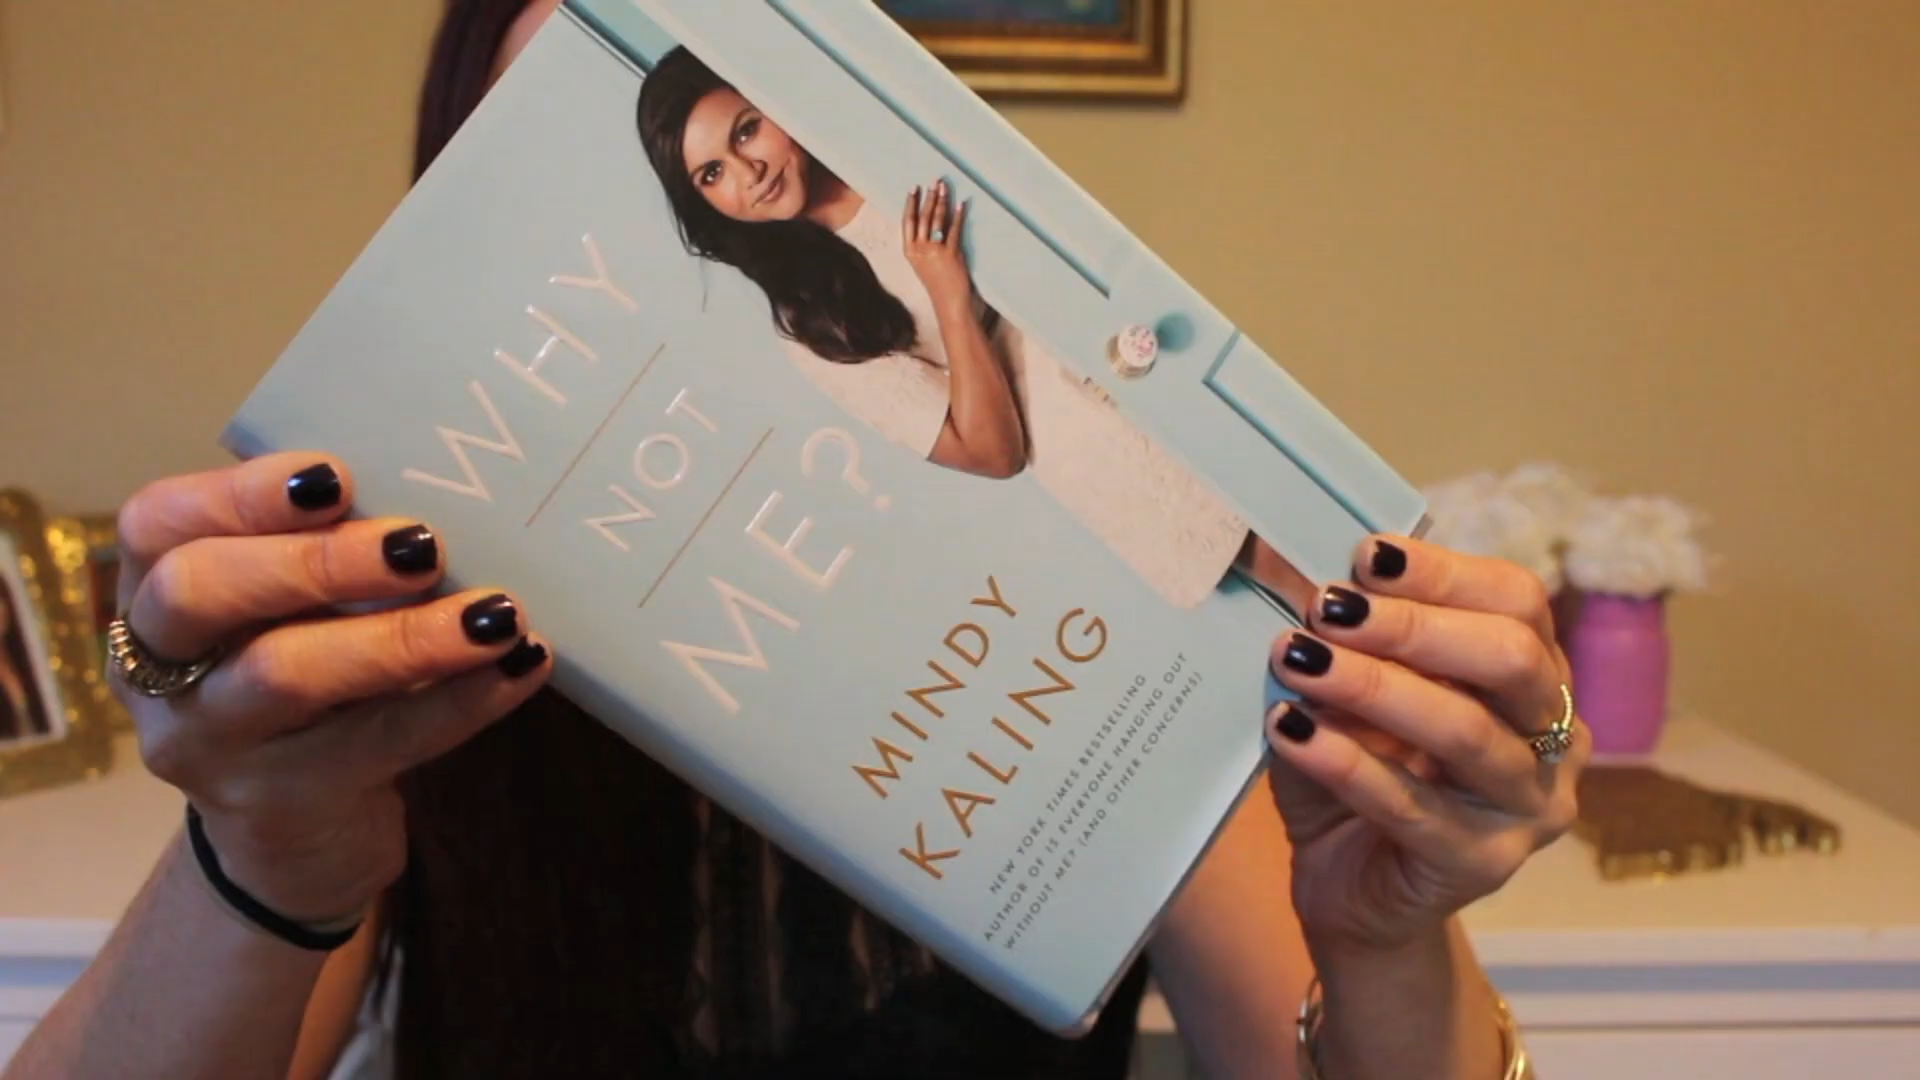 WHY
NOT
ME?
MINDY
KALING
NEW YORK TIMES BESTSELLING
AUTHOR OF IS EVERYONE HANGING OUT
WITHOUT ME? (AND OTHER CONCERNS)